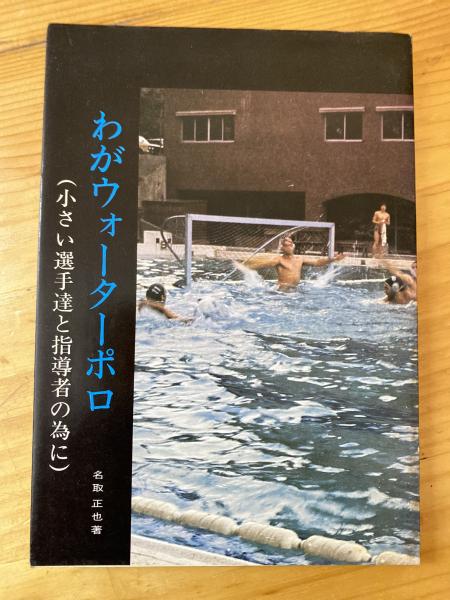 わがウォーターポロ
（小さい選手達と指導者の為に）
名取正也著